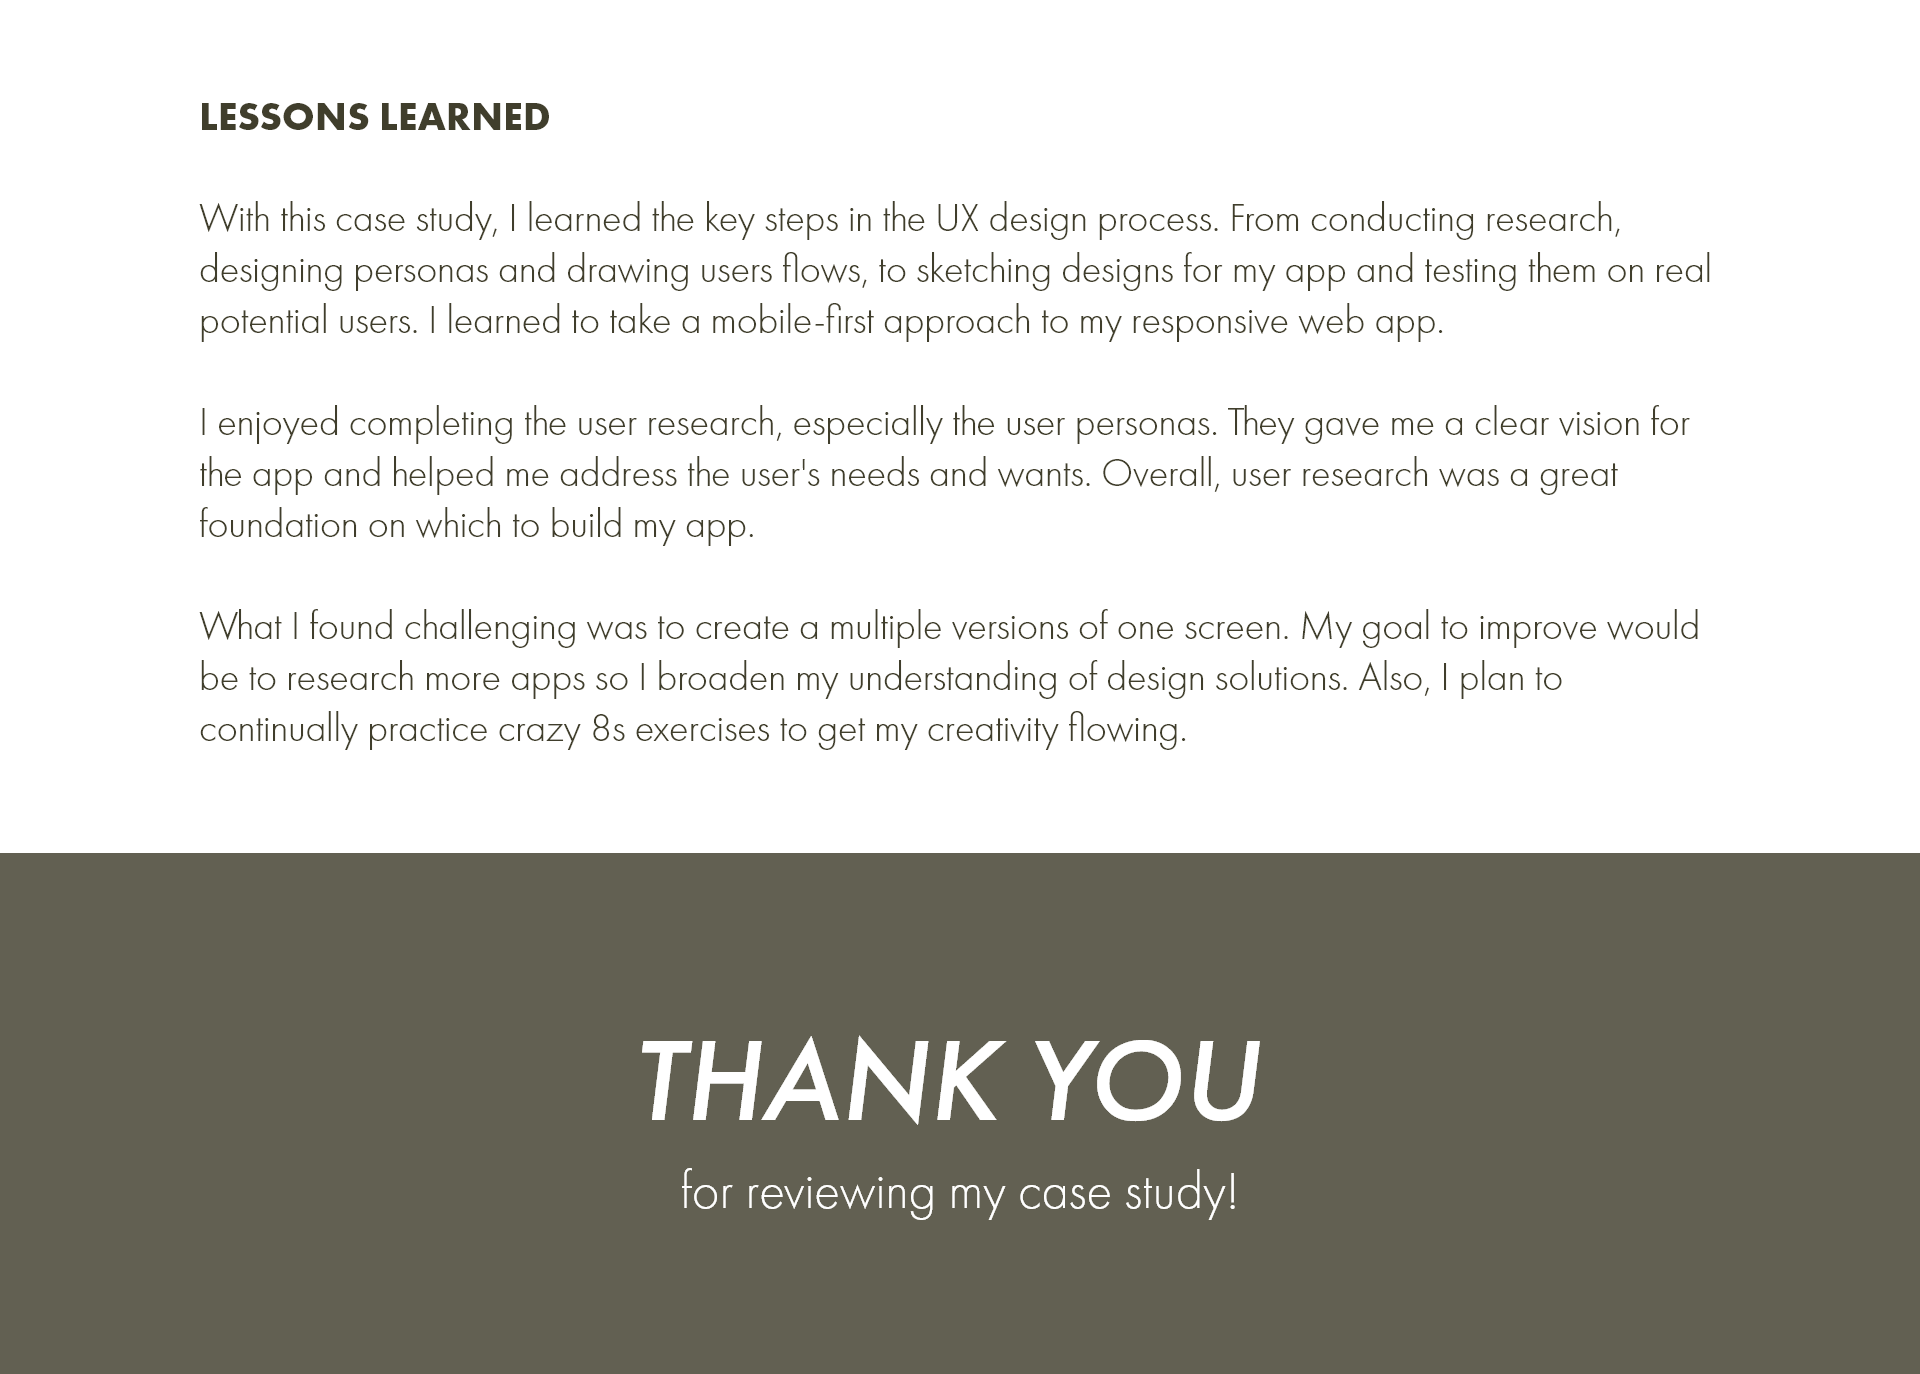 LESSONS LEARNED
With this case study, I learned the key steps in the UX design process. From conducting research,
designing personas and drawing users flows, to sketching designs for my app and testing them on real
potential users. I learned to take a mobile-first approach to my responsive web app.
I enjoyed completing the user research, especially the user personas. They gave me a clear vision for
the app and helped me address the user's needs and wants. Overall, user research was a great
foundation on which to build my app.
What I found challenging was to create a multiple versions of one screen. My goal to improve would
be to research more apps so I broaden my understanding of design solutions. Also, I plan to
continually practice crazy 8s exercises to get my creativity flowing.
THANK YOU
for reviewing my case study!